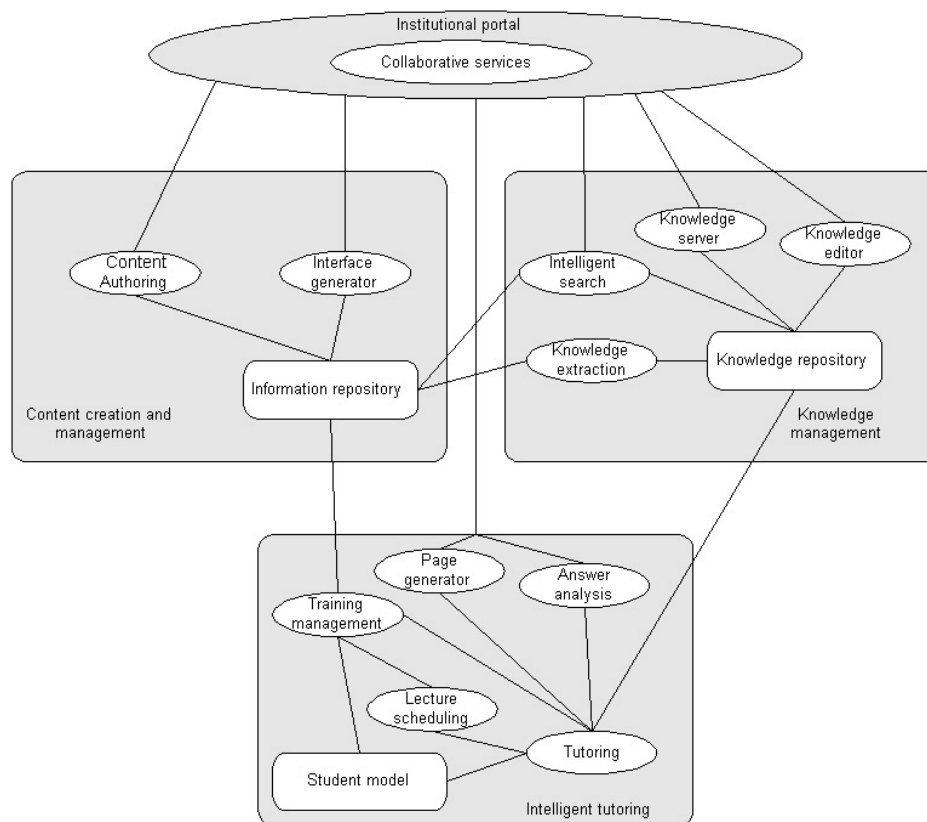 Institutional portal
Collaborative services
Content
Authoring
Interface
generator
Information repository
Content creation and
management
Knowledge
server
Knowledge
editor
Intelligent
search
Knowledge
extraction
Knowledge repository
Knowledge
management
Page
generator
Answer
analysis
Training
management
Lecture
scheduling
Tutoring
Student model
Intelligent tutoring